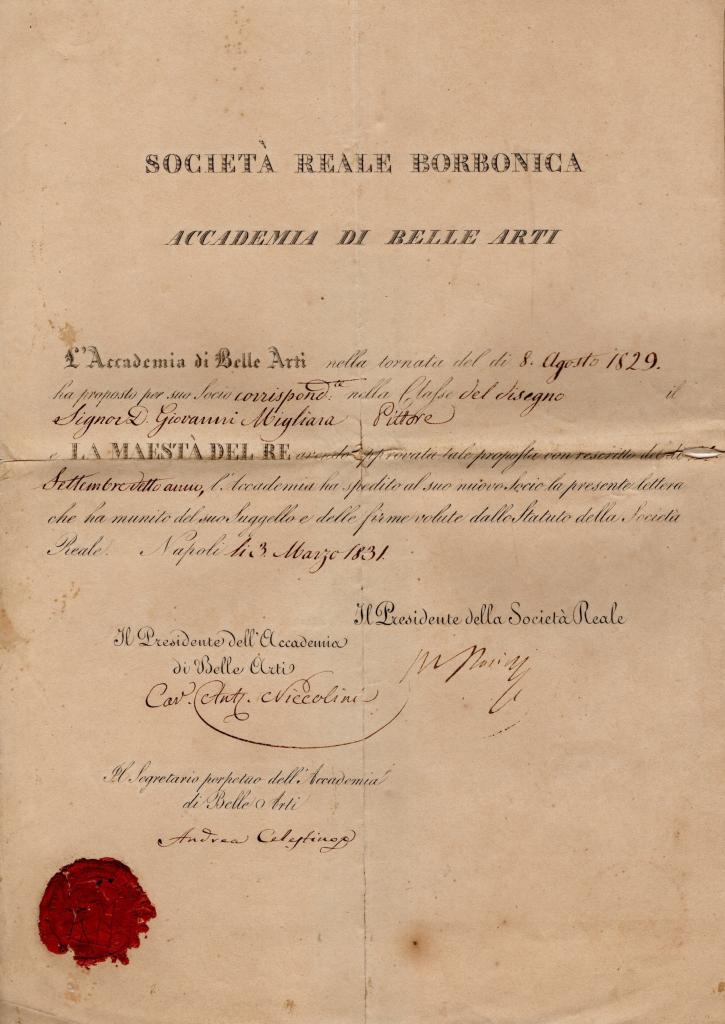 SOCIETÀ REALE BORBONICA
ACCADEMIA DI BELLE ARTI
L'Accademia di Belle Arti nella tornata del dì 8. Agosto 1829.
ha proposto per suo Socio corrispond.te nella Classe del disegno il
Signor D. Giovanni Migliara Pittore
e LA MAESTÀ DEL RE avendo approvata tale proposta con rescritto del dì
Settembre detto anno, l'Accademia ha spedito al suo nuovo Socio la presente lettera
che ha munito del suo Suggello e delle firme volute dallo Statuto della Società
Reale. Napoli li 3. Marzo 1831.
Il Presidente della Società Reale
Il Presidente dell'Accademia
di Belle Arti
Cav. Ant. Niccolini
Il Segretario perpetuo dell'Accademia
di Belle Arti
Andrea Celestino